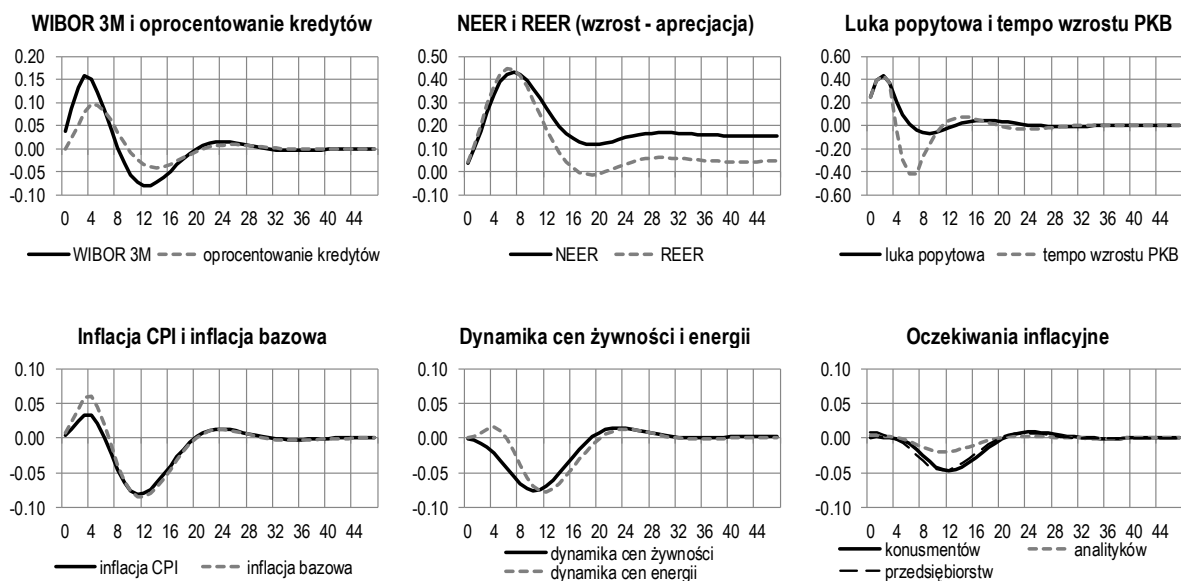 WIBOR 3M i oprocentowanie kredytów
0.20
0.15
0.10
0.05
0.00
-0.05
-0.10
0 4 8 12 16 20 24 28 32 36 40 44
WIBOR 3M oprocentowanie kredytów
NEER i REER (wzrost - aprecjacja)
0.50
0.40
0.30
0.20
0.10
0.00
-0.10
0 4 8 12 16 20 24 28 32 36 40 44
NEER REER
Luka popytowa i tempo wzrostu PKB
0.60
0.40
0.20
0.00
-0.20
-0.40
-0.60
0 4 8 12 16 20 24 28 32 36 40 44
luka popytowa tempo wzrostu PKB
Inflacja CPI i inflacja bazowa
0.10
0.05
0.00
-0.05
-0.10
0 4 8 12 16 20 24 28 32 36 40 44
inflacja CPI inflacja bazowa
Dynamika cen żywności i energii
0.10
0.05
0.00
-0.05
-0.10
0 4 8 12 16 20 24 28 32 36 40 44
dynamika cen żywności
dynamika cen energii
Oczekiwania inflacyjne
0.10
0.05
0.00
-0.05
-0.10
0 4 8 12 16 20 24 28 32 36 40 44
konusmentów analityków
przedsiębiorstw